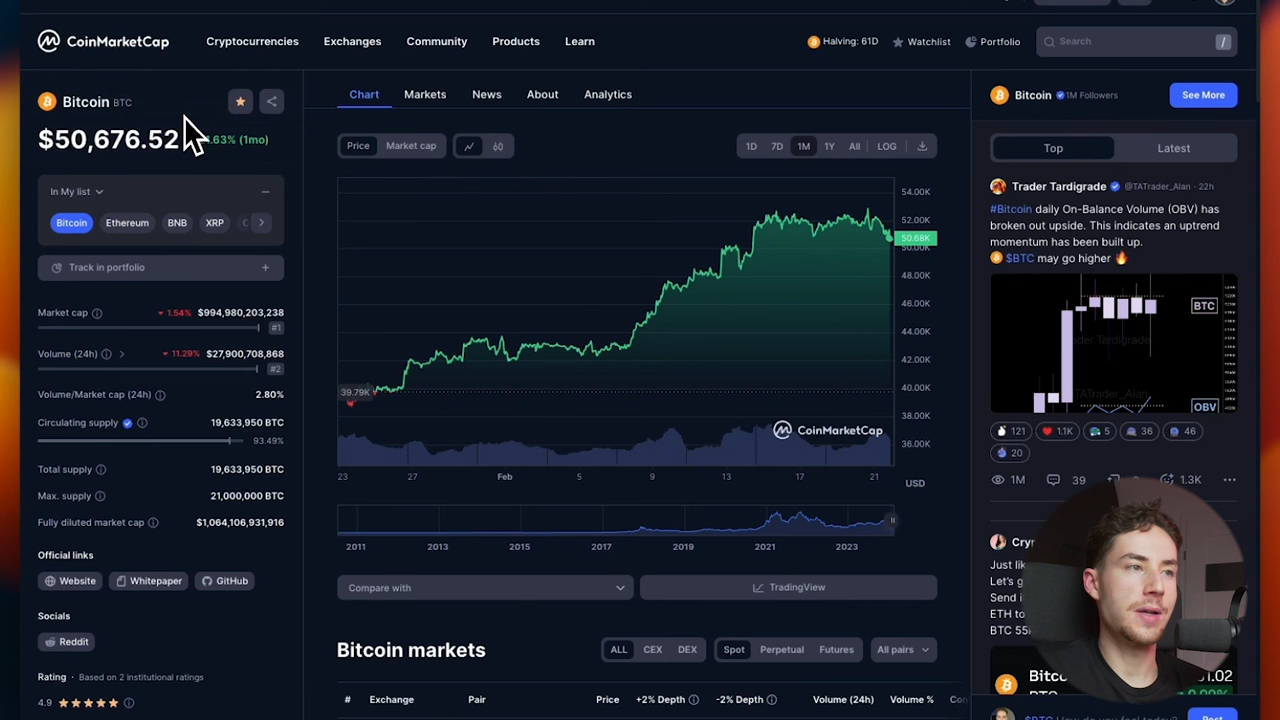 CoinMarketCap
Cryptocurrencies
Exchanges
Community
Products
Learn
Halving: 61D
Watchlist
Portfolio
Search
/
Bitcoin BTC
$50,676.52
.63% (1mo)
In My list
Bitcoin
Ethereum
BNB
XRP
Track in portfolio
+
Market cap
1.54% $994,980,203,238
#1
Volume (24h)
11.29% $27,900,708,868
#2
Volume/Market cap (24h)
2.80%
Circulating supply
19,633,950 BTC
93.49%
Total supply
19,633,950 BTC
Max. supply
21,000,000 BTC
Fully diluted market cap
$1,064,106,931,916
Official links
Website
Whitepaper
GitHub
Socials
Reddit
Rating · Based on 2 institutional ratings
4.9
Chart
Markets
News
About
Analytics
Price
Market cap
1D
7D
1M
1Y
All
LOG
54.00K
52.00K
50.68K
50.00K
48.00K
46.00K
44.00K
42.00K
40.00K
38.00K
36.00K
39.79K
CoinMarketCap
23
27
Feb
5
9
13
17
21
USD
2011
2013
2015
2017
2019
2021
2023
Compare with
TradingView
Bitcoin markets
ALL
CEX
DEX
Spot
Perpetual
Futures
All pairs
#
Exchange
Pair
Price
+2% Depth
-2% Depth
Volume (24h)
Volume %
Bitcoin
1M Followers
See More
Top
Latest
Trader Tardigrade @TATrader_Alan · 22h
#Bitcoin daily On-Balance Volume (OBV) has
broken out upside. This indicates an uptrend
momentum has been built up.
$BTC may go higher
BTC
OBV
121
1.1K
5
36
46
20
1M
39
1.3K
Just
Let's
Send
ETH to
BTC 55